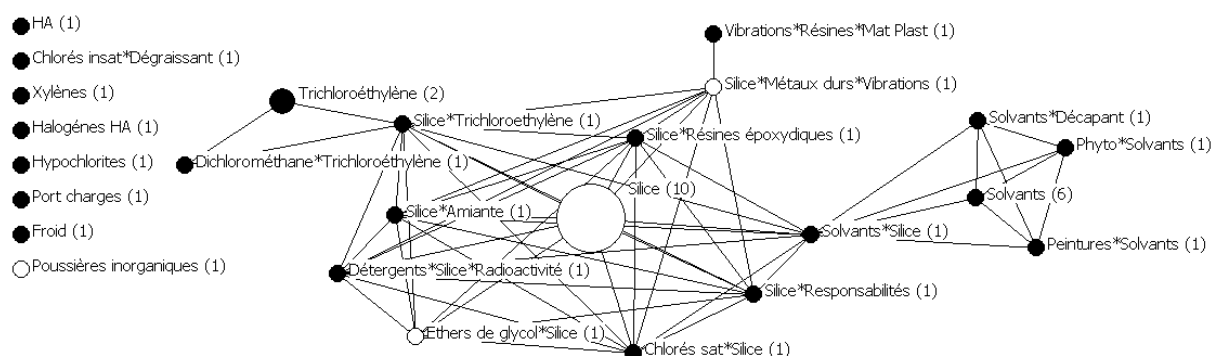 HA (1)
Chlorés insat*Dégraissant (1)
Xylènes (1)
Halogénes HA (1)
Hypochlorites (1)
Port charges (1)
Froid (1)
Poussières inorganiques (1)
Trichloroéthylène (2)
Silice*Trichloroethylène (1)
Dichlorométhane*Trichloroéthylène (1)
Vibrations*Résines*Mat Plast (1)
Silice*Métaux durs*Vibrations (1)
Silice*Résines époxydiques (1)
Silice (10)
Silice*Amiante (1)
Détergents*Silice*Radioactivité (1)
Ethers de glycol*Silice (1)
Chlorés sat*Silice (1)
Silice*Responsabilités (1)
Solvants*Silice (1)
Solvants*Décapant (1)
Phyto*Solvants (1)
Solvants (6)
Peintures*Solvants (1)